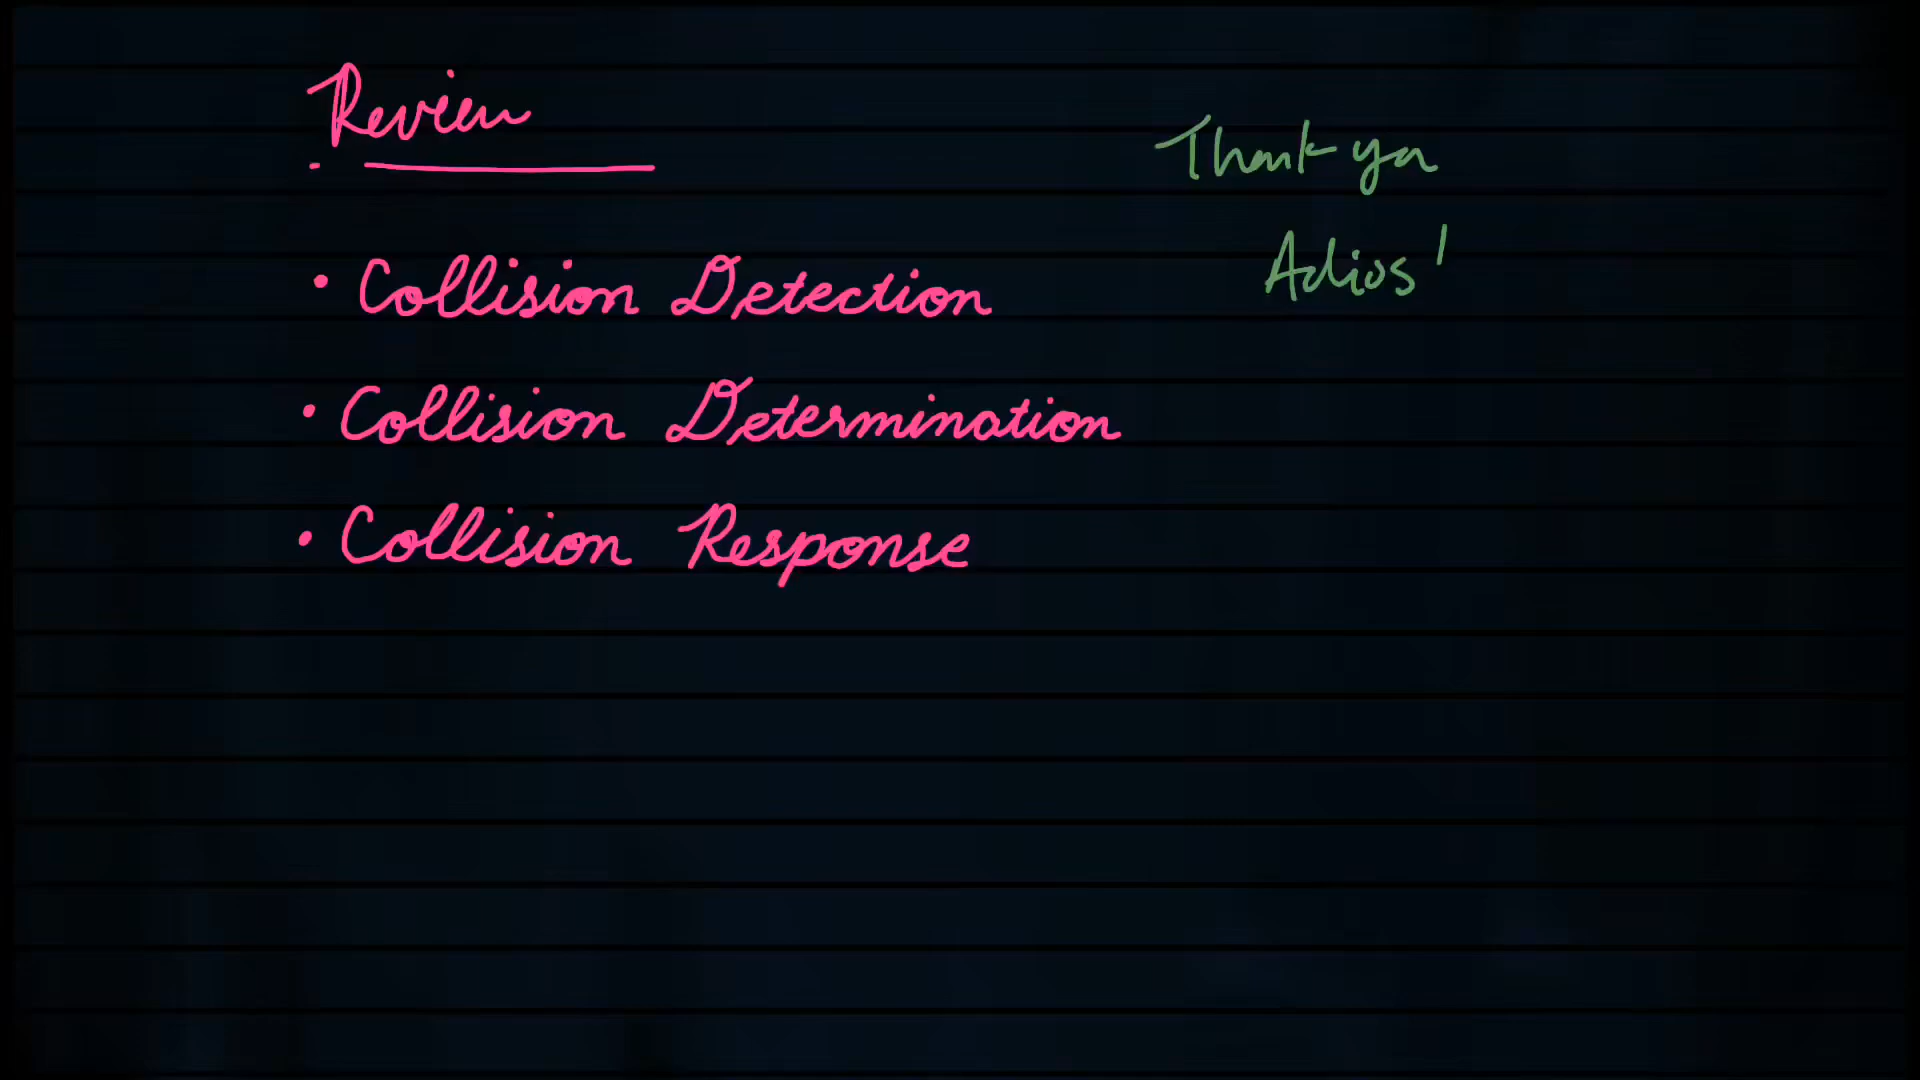 Review
• Collision Detection
• Collision Determination
• Collision Response
Thank you
Adios!